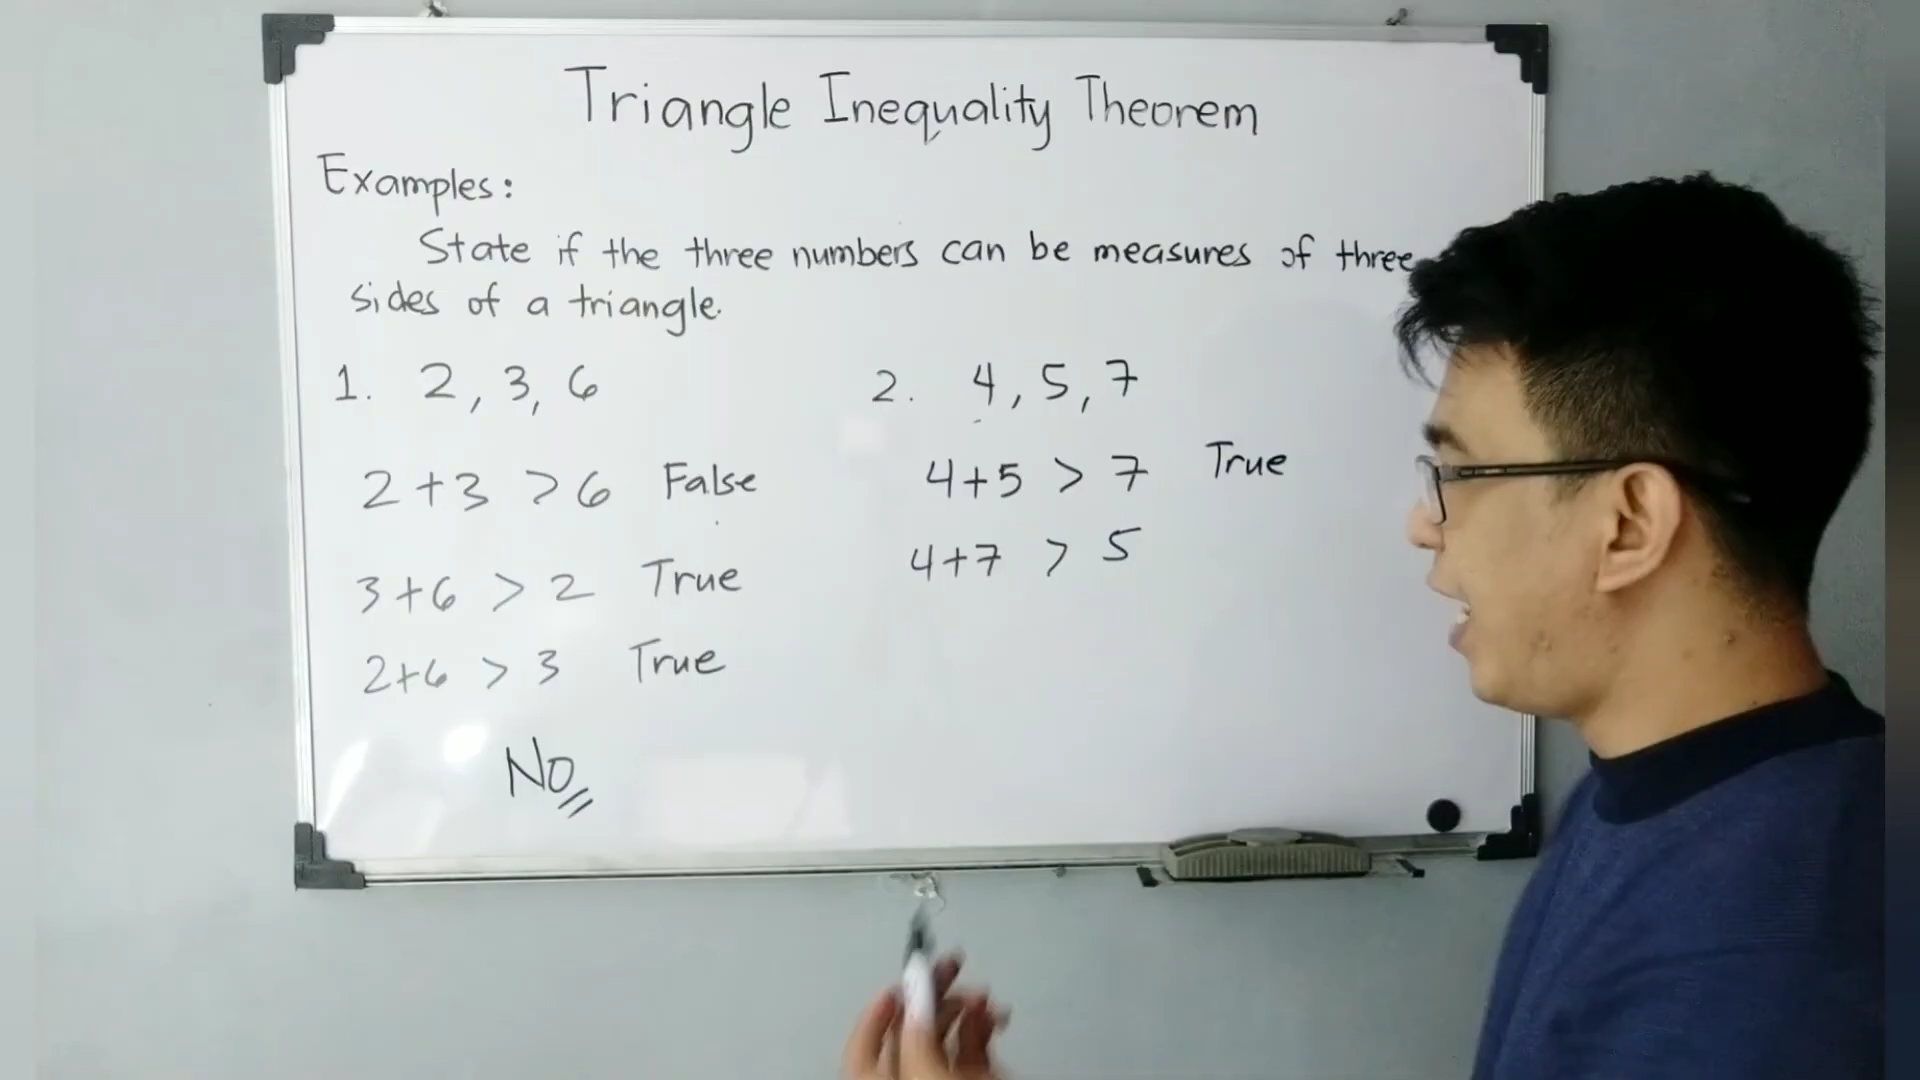 Triangle Inequality Theorem
Examples:
State if the three numbers can be measures of three
sides of a triangle.
1. 2, 3, 6
2 + 3 > 6 False
3 + 6 > 2 True
2 + 6 > 3 True
No
2. 4, 5, 7
4 + 5 > 7 True
4 + 7 > 5